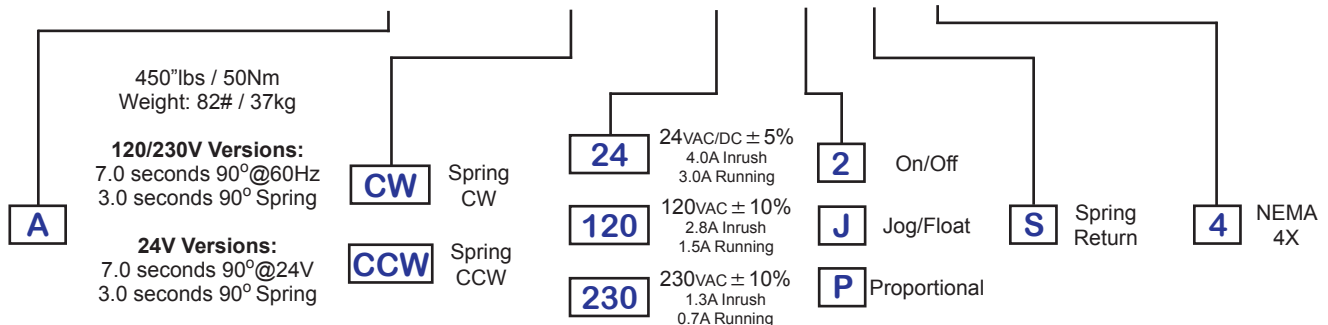 A
450”lbs / 50Nm
Weight: 82# / 37kg
120/230V Versions:
7.0 seconds 90°@60Hz
3.0 seconds 90° Spring
24V Versions:
7.0 seconds 90°@24V
3.0 seconds 90° Spring
CW
Spring
CW
CCW
Spring
CCW
24
24VAC/DC ± 5%
4.0A Inrush
3.0A Running
120
120VAC ± 10%
2.8A Inrush
1.5A Running
230
230VAC ± 10%
1.3A Inrush
0.7A Running
2
On/Off
J
Jog/Float
P
Proportional
S
Spring
Return
4
NEMA
4X